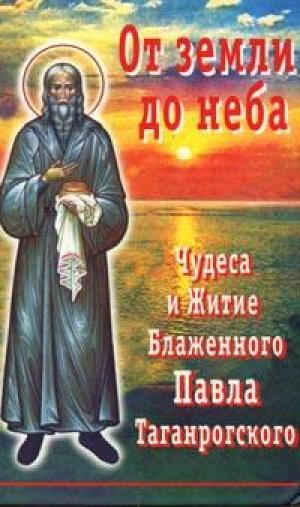 От земли
до неба
Чудеса
и Житие
Блаженного
Павла
Таганрогского